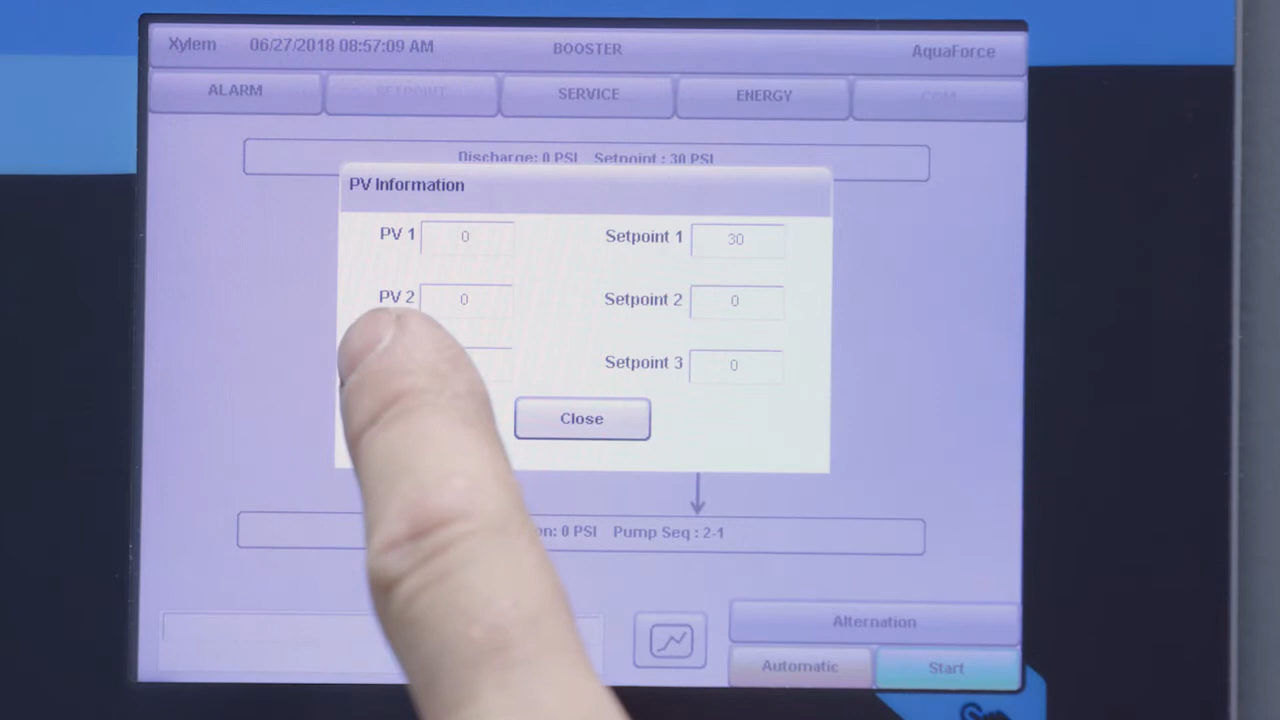 Xylem 06/27/2018 08:57:09 AM BOOSTER AquaForce
ALARM SETPOINT SERVICE ENERGY COM
Discharge: 0 PSI Setpoint : 30 PSI
PV Information
PV 1 0 Setpoint 1 30
PV 2 0 Setpoint 2 0
Setpoint 3 0
Close
0 PSI Pump Seq : 2-1
Alternation
Automatic Start